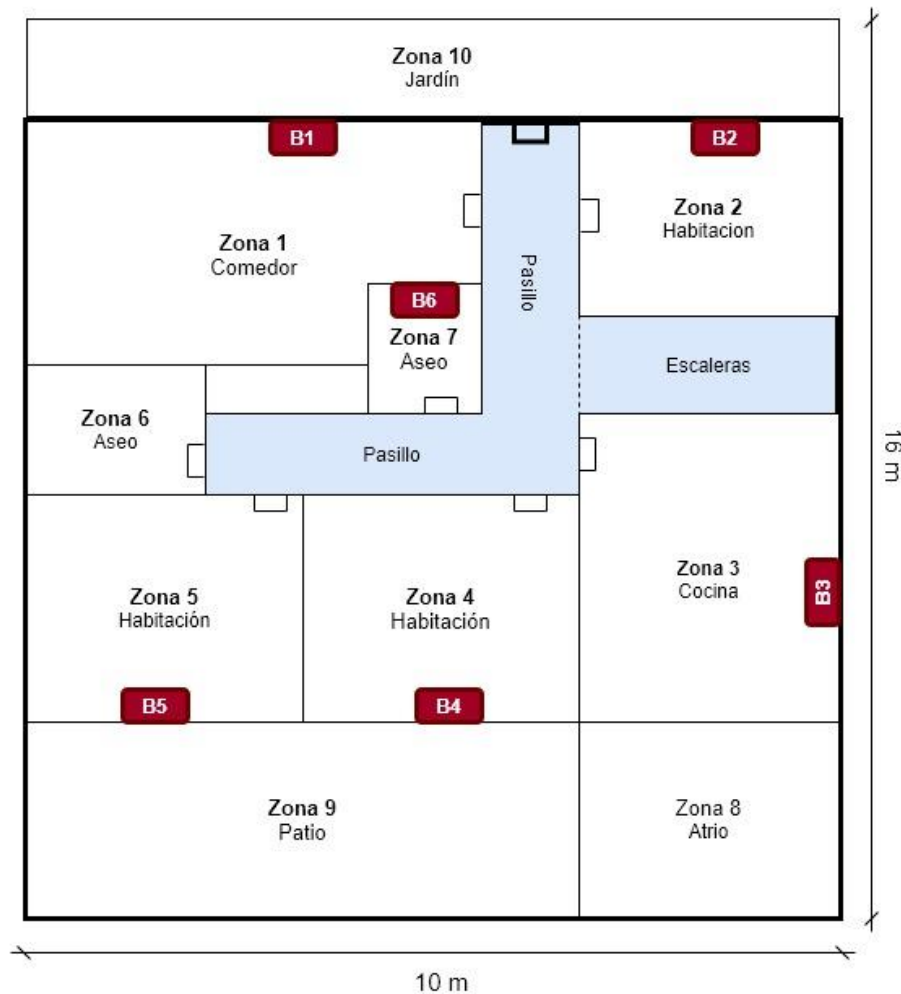 Zona 10
Jardín
B1
B2
Zona 2
Habitacion
Zona 1
Comedor
Pasillo
B6
Zona 7
Aseo
Escaleras
Zona 6
Aseo
Pasillo
16 m
Zona 3
Cocina
B3
Zona 5
Habitación
Zona 4
Habitación
B5
B4
Zona 9
Patio
Zona 8
Atrio
10 m